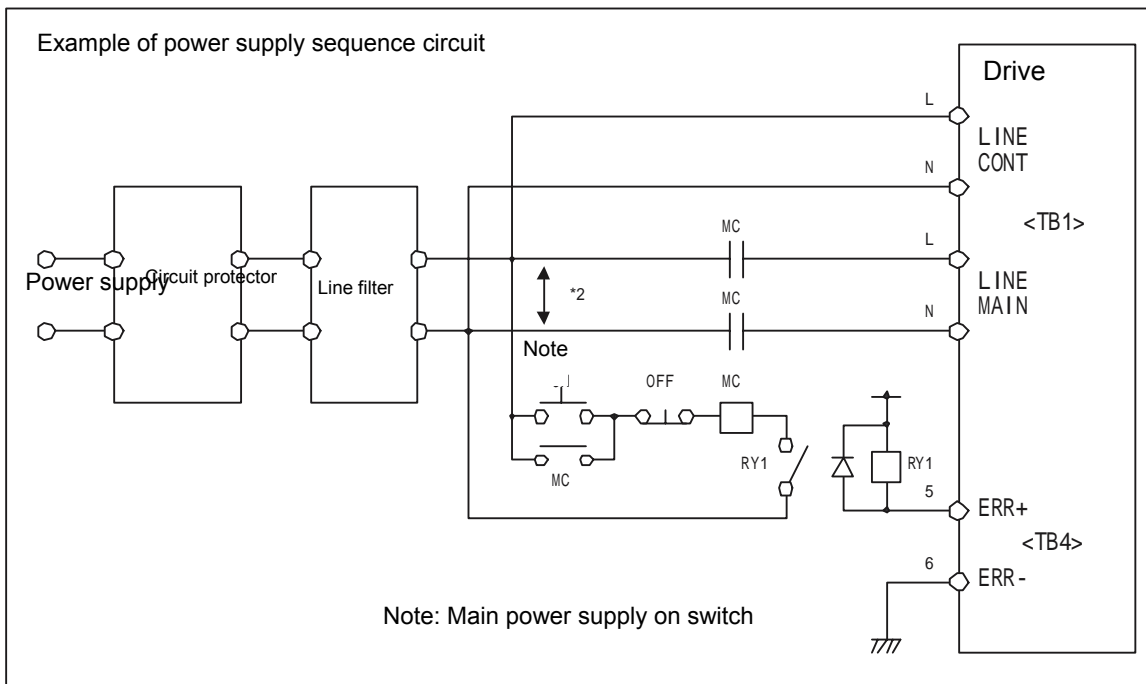 Example of power supply sequence circuit
Drive
L
LINE
CONT
N
<TB1>
MC
L
Power supply
Circuit protector
Line filter
*2
MC
LINE
MAIN
N
Note
OFF
MC
MC
RY1
RY1
5
ERR+
<TB4>
6
ERR-
Note: Main power supply on switch